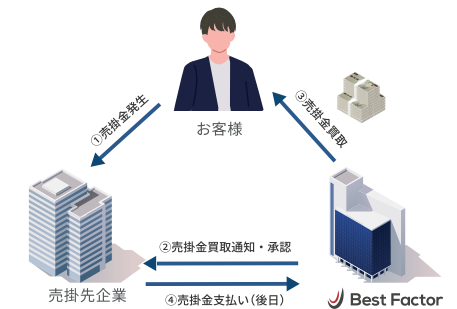 お客様
①売掛金発生
③売掛金買取
②売掛金買取通知・承認
④売掛金支払い(後日)
売掛先企業
Best Factor